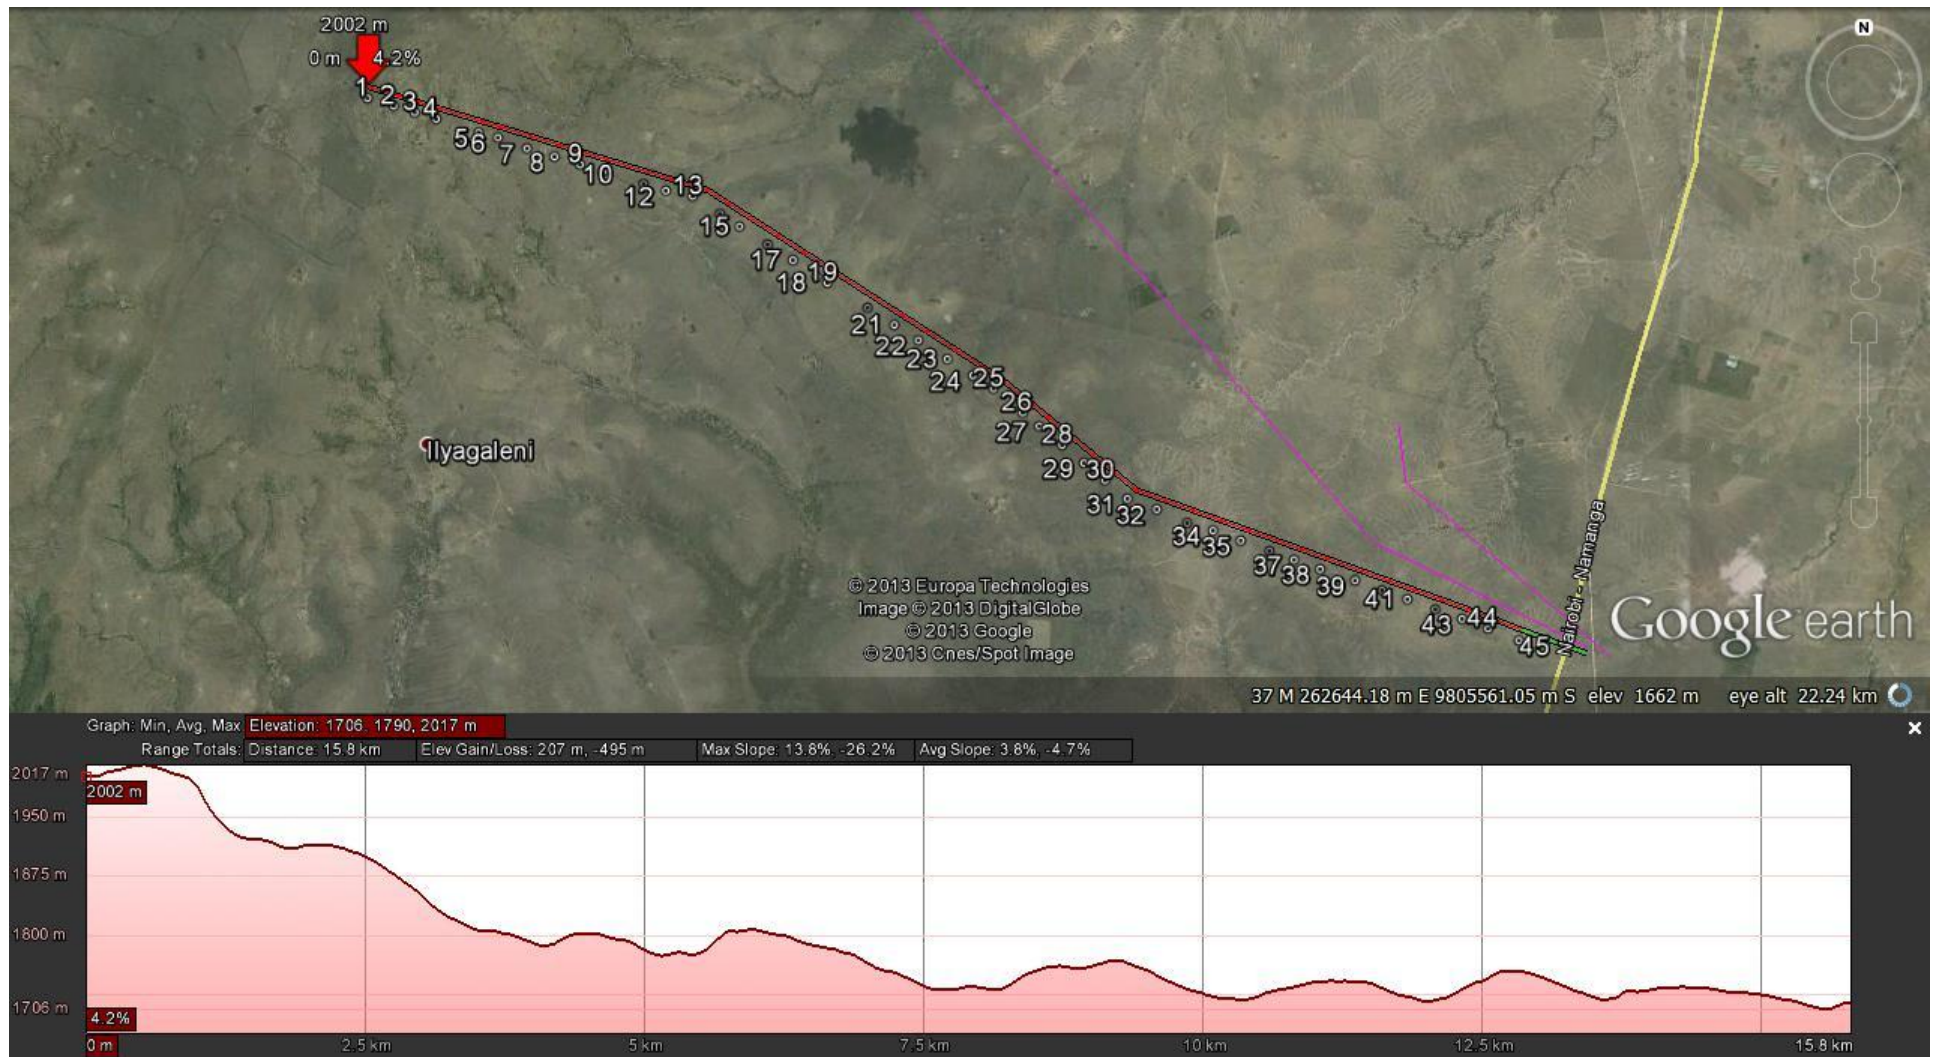 2002 m
0 m 4.2%
N
1 2 3 4
5 6 7 8 9
10 12 13
15
17 18 19
21 22 23
24 25
26
27 28
29 30
31 32
34 35
37 38 39
41
43 44
45
Ilyagaleni
Nairobi - Namanga
© 2013 Europa Technologies
Image © 2013 DigitalGlobe
© 2013 Google
© 2013 Cnes/Spot Image
Google earth
37 M 262644.18 m E 9805561.05 m S elev 1662 m eye alt 22.24 km
Graph: Min, Avg, Max Elevation: 1706, 1790, 2017 m
Range Totals: Distance: 15.8 km Elev Gain/Loss: 207 m, -495 m Max Slope: 13.8%, -26.2% Avg Slope: 3.8%, -4.7%
2017 m
2002 m
1950 m
1875 m
1800 m
1706 m
4.2%
0 m 2.5 km 5 km 7.5 km 10 km 12.5 km 15.8 km